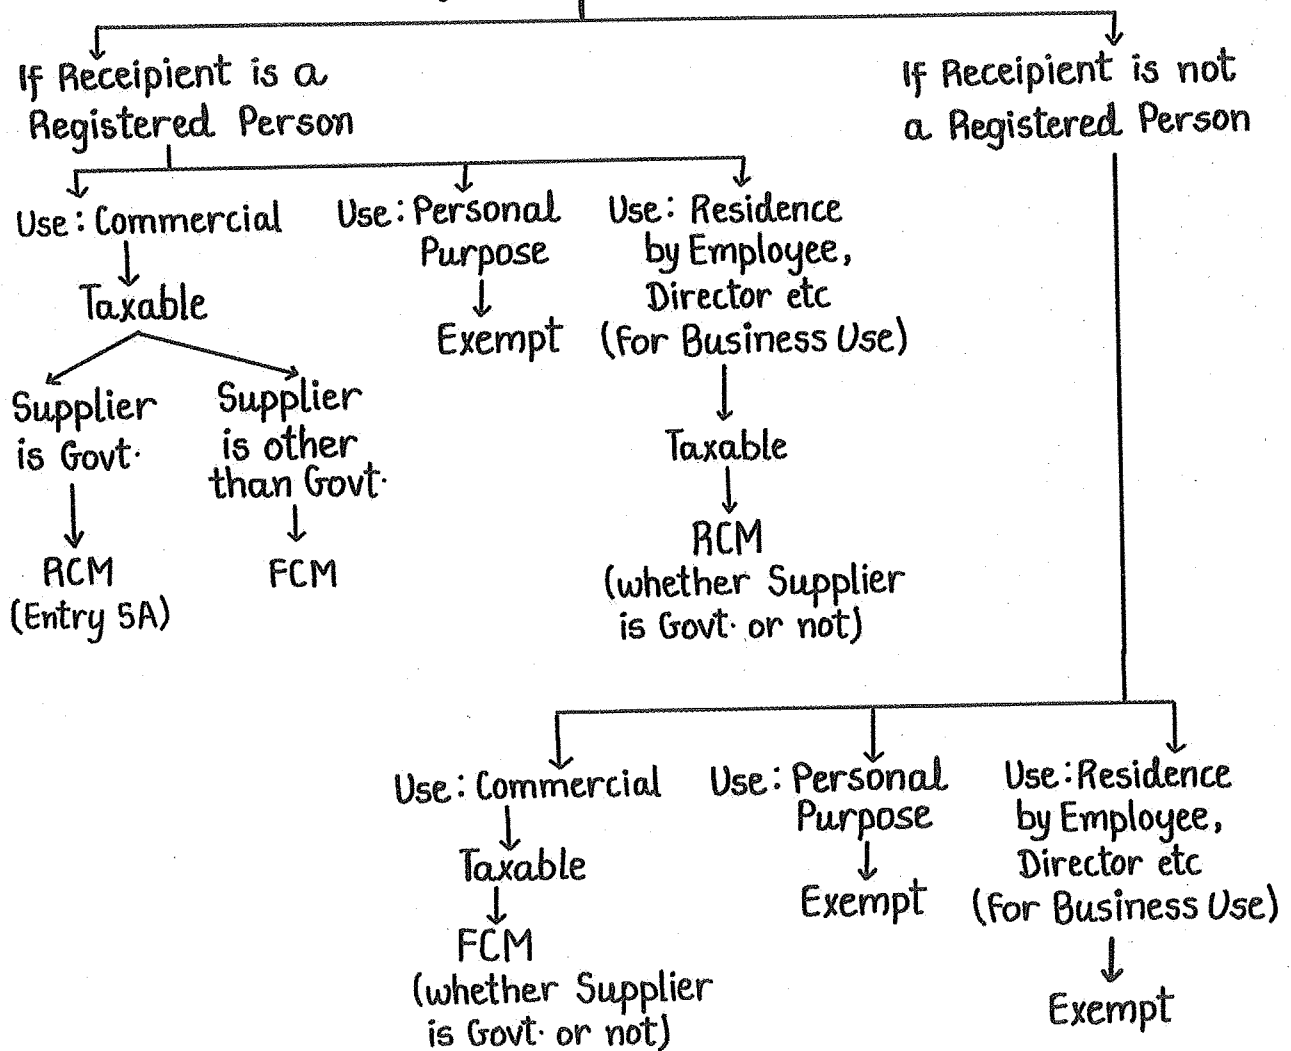 If Receipient is a
Registered Person
If Receipient is not
a Registered Person
Use: Commercial
Taxable
Supplier
is Govt.
RCM
(Entry 5A)
Supplier
is other
than Govt.
FCM
Use: Personal
Purpose
Exempt
Use: Residence
by Employee,
Director etc
(For Business Use)
Taxable
RCM
(whether Supplier
is Govt. or not)
Use: Commercial
Taxable
FCM
(whether Supplier
is Govt. or not)
Use: Personal
Purpose
Exempt
Use: Residence
by Employee,
Director etc
(For Business Use)
Exempt